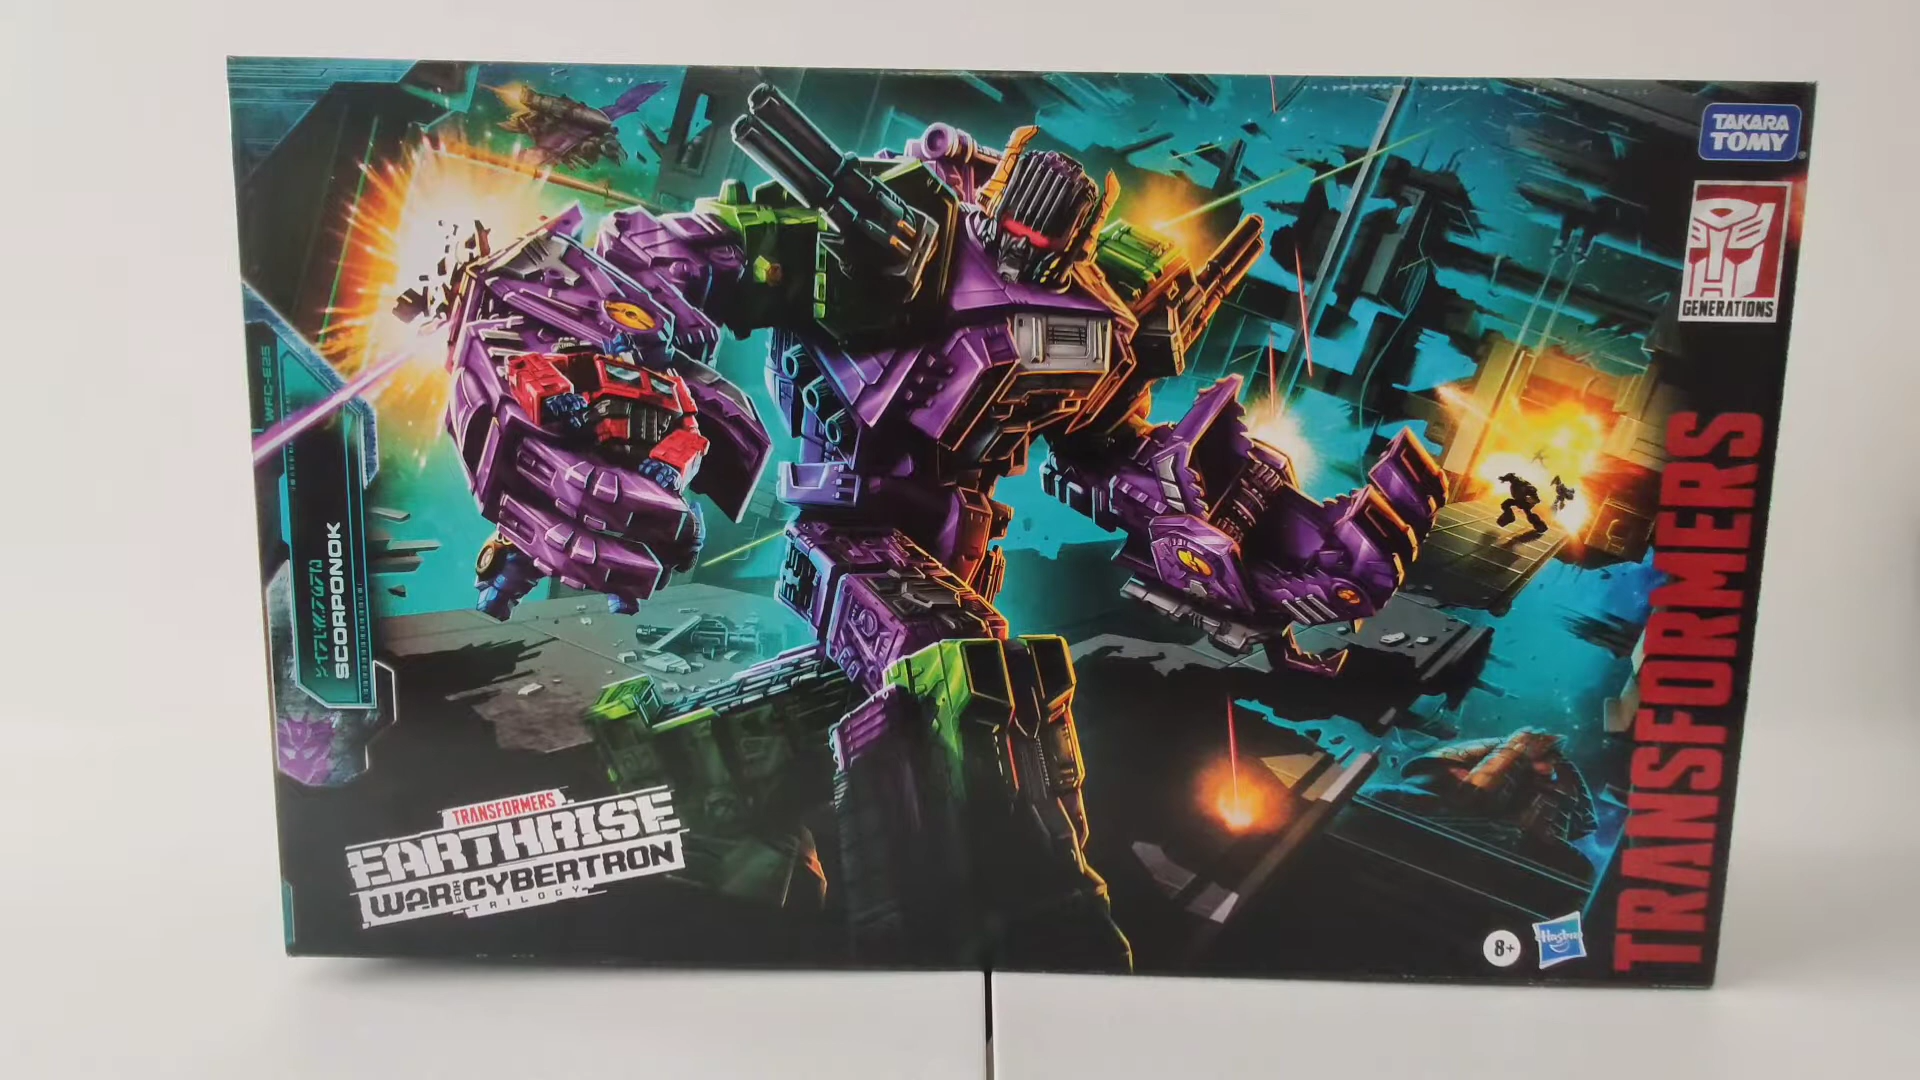 TAKARA
TOMY
GENERATIONS
TRANSFORMERS
WFC-E25
SCORPONOK
TRANSFORMERS
EARTHRISE
WAR FOR CYBERTRON
TRILOGY
8+
Hasbro